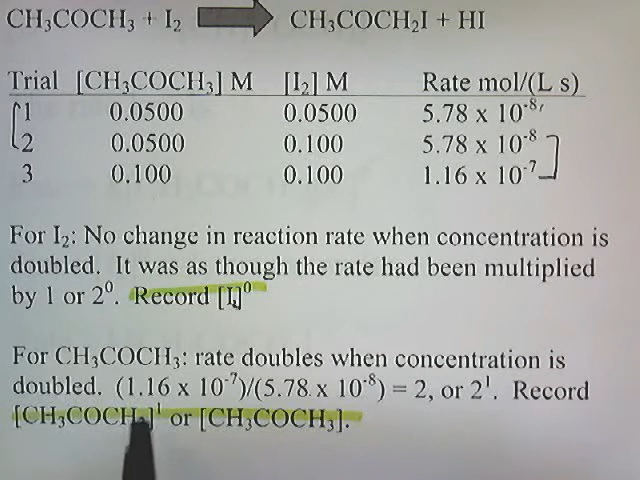 CH₃COCH₃ + I₂ CH₃COCH₂I + HI
Trial [CH₃COCH₃] M [I₂] M Rate mol/(L s)
1 0.0500 0.0500 5.78 x 10⁻⁸
2 0.0500 0.100 5.78 x 10⁻⁸
3 0.100 0.100 1.16 x 10⁻⁷
For I₂: No change in reaction rate when concentration is
doubled. It was as though the rate had been multiplied
by 1 or 2⁰. Record [I₂]⁰
For CH₃COCH₃: rate doubles when concentration is
doubled. (1.16 x 10⁻⁷)/(5.78 x 10⁻⁸) = 2, or 2¹. Record
[CH₃COCH₃]¹ or [CH₃COCH₃].